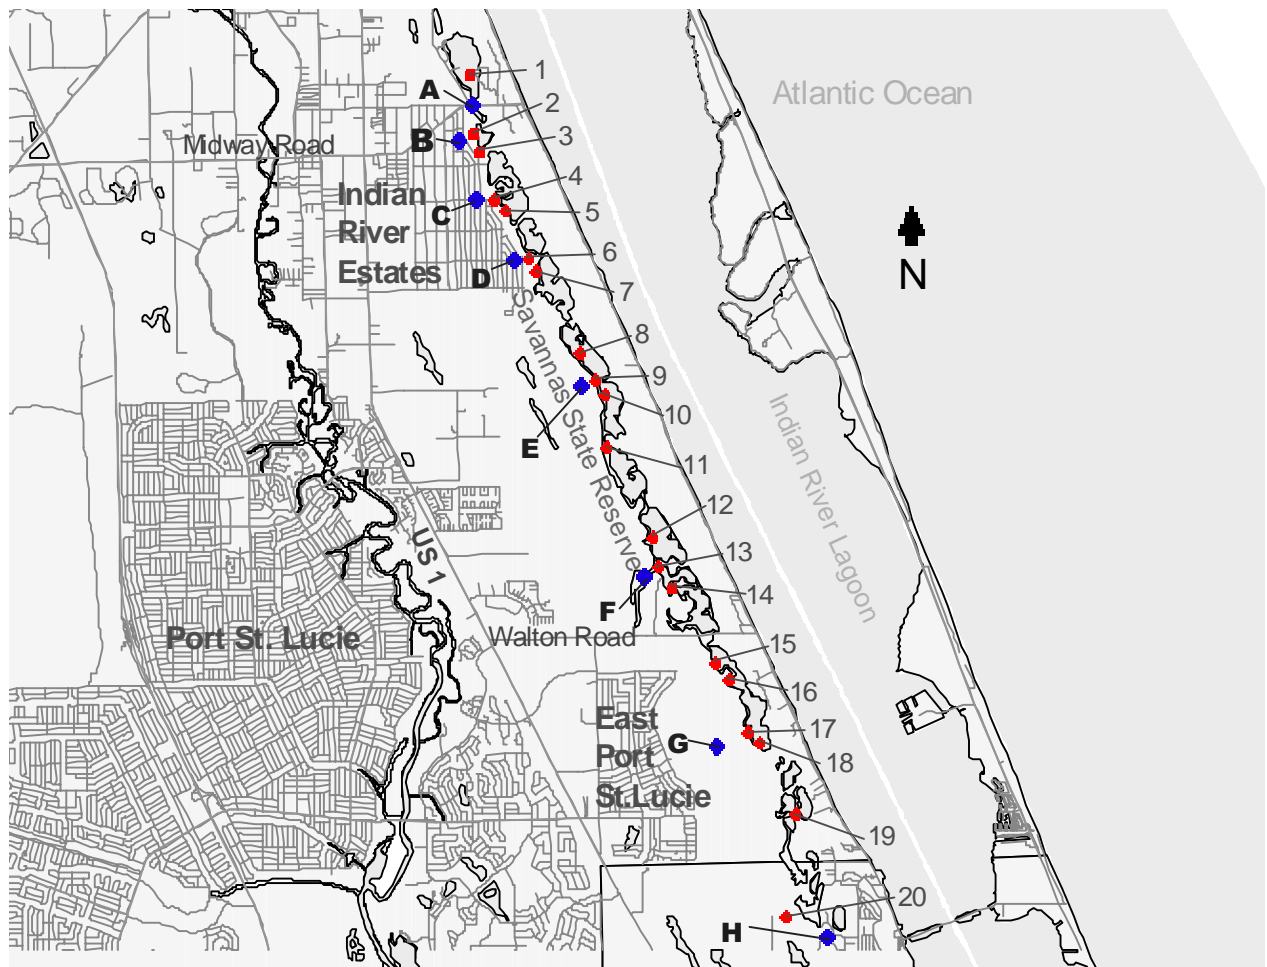 1
Atlantic Ocean
A
2
B
3
Midway Road
4
Indian
River
Estates
C
5
6
D
N
7
Savannas State Reserve
8
9
Indian River Lagoon
10
E
11
12
US 1
13
F
14
Port St. Lucie
Walton Road
15
16
East
Port
St.Lucie
17
G
18
19
20
H